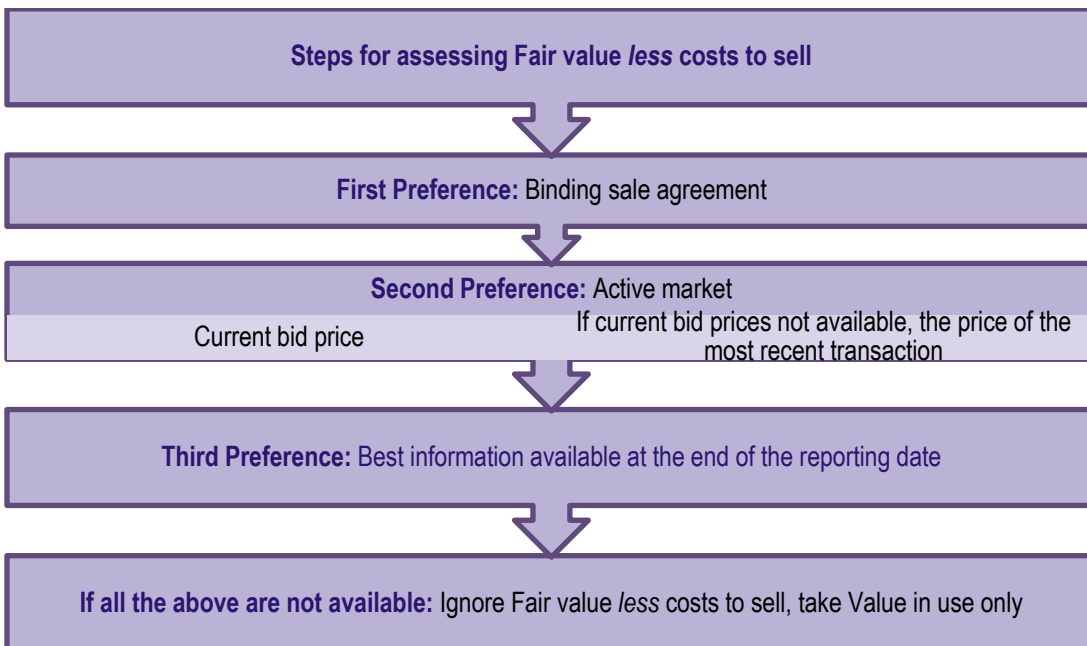 Steps for assessing Fair value less costs to sell
First Preference: Binding sale agreement
Second Preference: Active market
Current bid price
If current bid prices not available, the price of the
most recent transaction
Third Preference: Best information available at the end of the reporting date
If all the above are not available: Ignore Fair value less costs to sell, take Value in use only